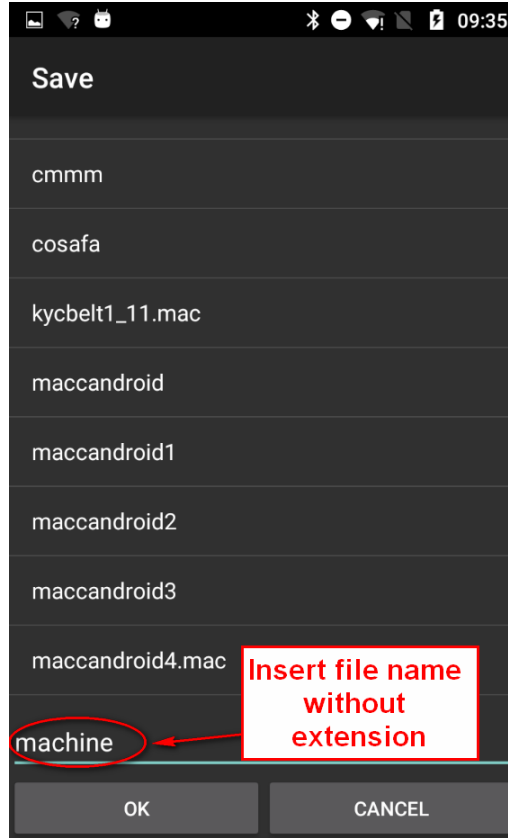 09:35
Save
cmmm
cosafa
kycbelt1_11.mac
maccandroid
maccandroid1
maccandroid2
maccandroid3
maccandroid4.mac
Insert file name
without
extension
machine
OK
CANCEL